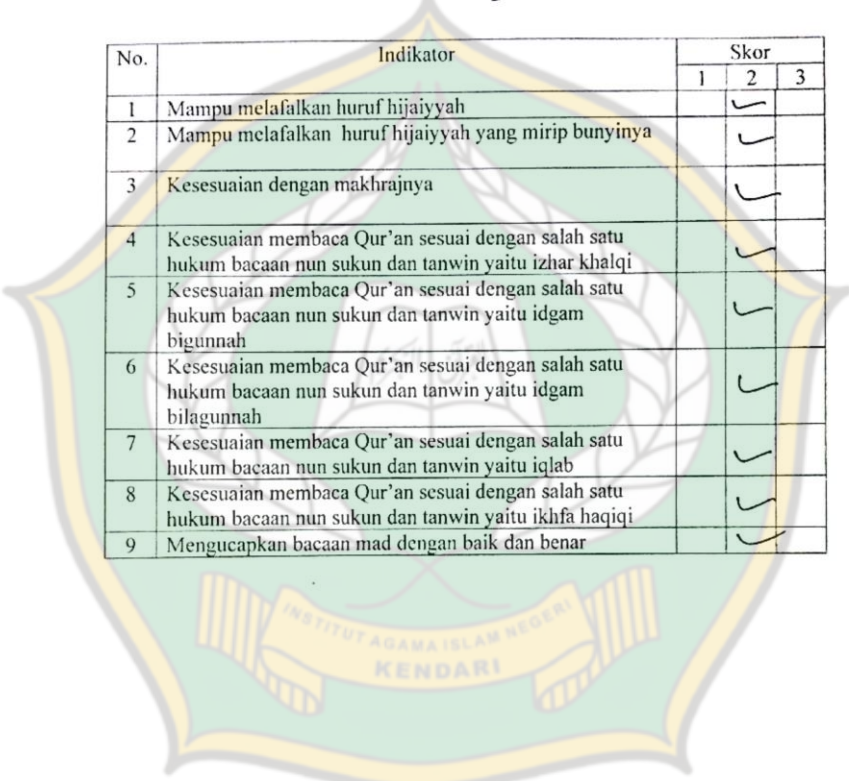 No. Indikator Skor
1 2 3
1 Mampu melafalkan huruf hijaiyyah ✓
2 Mampu melafalkan huruf hijaiyyah yang mirip bunyinya ✓
3 Kesesuaian dengan makhrajnya ✓
4 Kesesuaian membaca Qur'an sesuai dengan salah satu
hukum bacaan nun sukun dan tanwin yaitu izhar khalqi ✓
5 Kesesuaian membaca Qur'an sesuai dengan salah satu
hukum bacaan nun sukun dan tanwin yaitu idgam ✓
bigunnah
6 Kesesuaian membaca Qur'an sesuai dengan salah satu
hukum bacaan nun sukun dan tanwin yaitu idgam ✓
bilagunnah
7 Kesesuaian membaca Qur'an sesuai dengan salah satu
hukum bacaan nun sukun dan tanwin yaitu iqlab ✓
8 Kesesuaian membaca Qur'an sesuai dengan salah satu
hukum bacaan nun sukun dan tanwin yaitu ikhfa haqiqi ✓
9 Mengucapkan bacaan mad dengan baik dan benar ✓
INSTITUT AGAMA ISLAM NEGERI
KENDARI